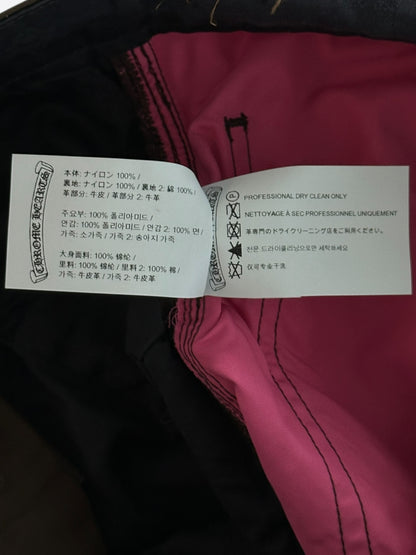 CHROME HEARTS
本体: ナイロン 100% /
裏地: ナイロン 100% / 裏地 2: 綿 100% /
革部分: 牛皮 / 革部分 2: 牛革
주요부: 100% 폴리아미드 /
안감: 100% 폴리아미드 / 안감 2: 100% 면 /
가죽: 소가죽 / 가죽 2: 송아지 가죽
大身面料: 100% 锦纶 /
里料: 100% 锦纶 / 里料 2: 100% 棉 /
皮革: 牛皮革 / 皮革 2: 牛皮革
CHROME HEARTS
P
PROFESSIONAL DRY CLEAN ONLY
NETTOYAGE À SEC PROFESSIONNEL UNIQUEMENT
革専門のドライクリーニング店をご利用ください。
전문 드라이클리닝으로만 세탁하세요
仅可专业干洗